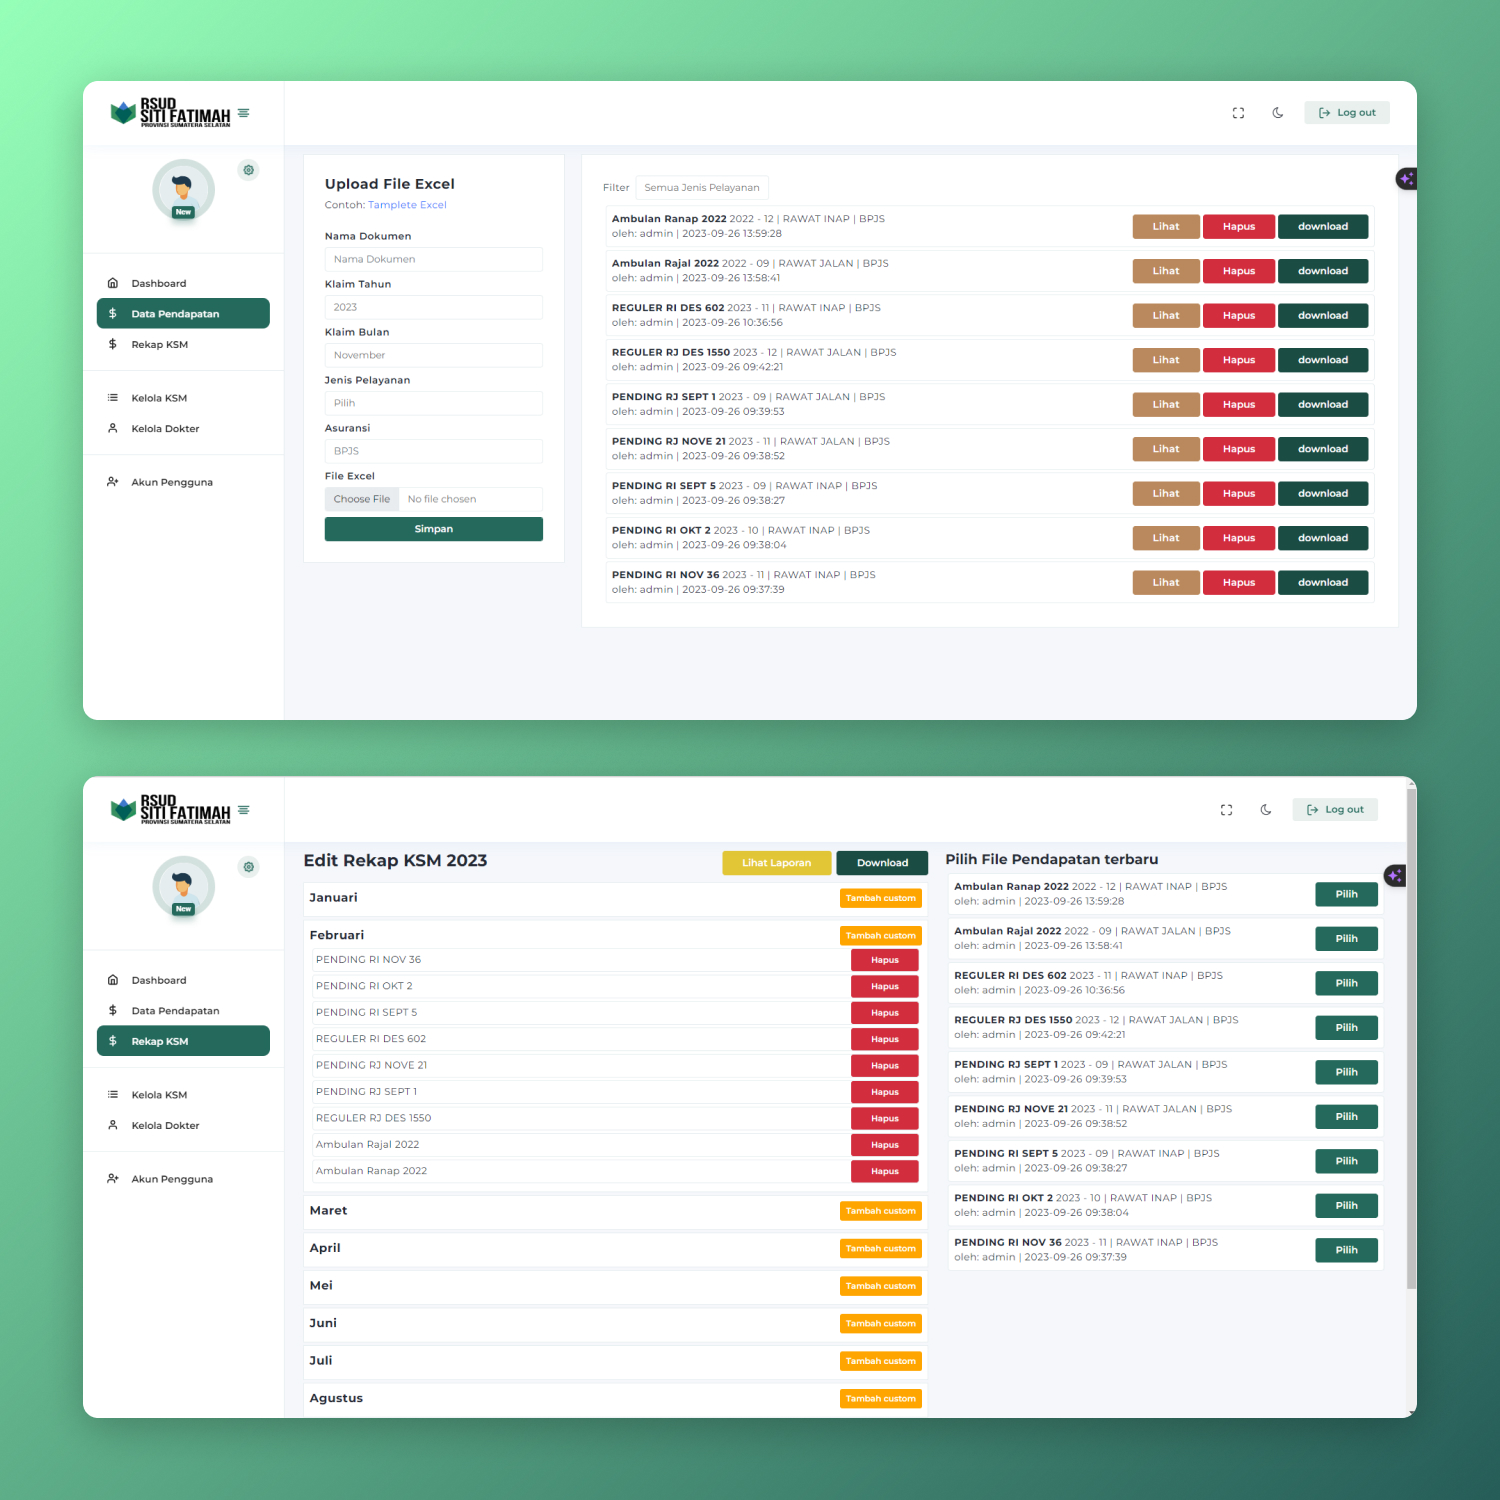 RSUD
SITI FATIMAH
PROVINSI SUMATERA SELATAN
Log out
New
Dashboard
Data Pendapatan
Rekap KSM
Kelola KSM
Kelola Dokter
Akun Pengguna
Upload File Excel
Contoh: Tamplete Excel
Nama Dokumen
Nama Dokumen
Klaim Tahun
2023
Klaim Bulan
November
Jenis Pelayanan
Pilih
Asuransi
BPJS
File Excel
Choose File No file chosen
Simpan
Filter Semua Jenis Pelayanan
Ambulan Ranap 2022 2022 - 12 | RAWAT INAP | BPJS
oleh: admin | 2023-09-26 13:59:28
Lihat Hapus download
Ambulan Rajal 2022 2022 - 09 | RAWAT JALAN | BPJS
oleh: admin | 2023-09-26 13:58:41
Lihat Hapus download
REGULER RI DES 602 2023 - 11 | RAWAT INAP | BPJS
oleh: admin | 2023-09-26 10:36:56
Lihat Hapus download
REGULER RJ DES 1550 2023 - 12 | RAWAT JALAN | BPJS
oleh: admin | 2023-09-26 09:42:21
Lihat Hapus download
PENDING RJ SEPT 1 2023 - 09 | RAWAT JALAN | BPJS
oleh: admin | 2023-09-26 09:39:53
Lihat Hapus download
PENDING RJ NOVE 21 2023 - 11 | RAWAT JALAN | BPJS
oleh: admin | 2023-09-26 09:38:52
Lihat Hapus download
PENDING RI SEPT 5 2023 - 09 | RAWAT INAP | BPJS
oleh: admin | 2023-09-26 09:38:27
Lihat Hapus download
PENDING RI OKT 2 2023 - 10 | RAWAT INAP | BPJS
oleh: admin | 2023-09-26 09:38:04
Lihat Hapus download
PENDING RI NOV 36 2023 - 11 | RAWAT INAP | BPJS
oleh: admin | 2023-09-26 09:37:39
Lihat Hapus download
RSUD
SITI FATIMAH
PROVINSI SUMATERA SELATAN
Log out
New
Dashboard
Data Pendapatan
Rekap KSM
Kelola KSM
Kelola Dokter
Akun Pengguna
Edit Rekap KSM 2023
Lihat Laporan Download
Januari Tambah custom
Februari Tambah custom
PENDING RI NOV 36 Hapus
PENDING RI OKT 2 Hapus
PENDING RI SEPT 5 Hapus
REGULER RI DES 602 Hapus
PENDING RJ NOVE 21 Hapus
PENDING RJ SEPT 1 Hapus
REGULER RJ DES 1550 Hapus
Ambulan Rajal 2022 Hapus
Ambulan Ranap 2022 Hapus
Maret Tambah custom
April Tambah custom
Mei Tambah custom
Juni Tambah custom
Juli Tambah custom
Agustus Tambah custom
Pilih File Pendapatan terbaru
Ambulan Ranap 2022 2022 - 12 | RAWAT INAP | BPJS
oleh: admin | 2023-09-26 13:59:28
Pilih
Ambulan Rajal 2022 2022 - 09 | RAWAT JALAN | BPJS
oleh: admin | 2023-09-26 13:58:41
Pilih
REGULER RI DES 602 2023 - 11 | RAWAT INAP | BPJS
oleh: admin | 2023-09-26 10:36:56
Pilih
REGULER RJ DES 1550 2023 - 12 | RAWAT JALAN | BPJS
oleh: admin | 2023-09-26 09:42:21
Pilih
PENDING RJ SEPT 1 2023 - 09 | RAWAT JALAN | BPJS
oleh: admin | 2023-09-26 09:39:53
Pilih
PENDING RJ NOVE 21 2023 - 11 | RAWAT JALAN | BPJS
oleh: admin | 2023-09-26 09:38:52
Pilih
PENDING RI SEPT 5 2023 - 09 | RAWAT INAP | BPJS
oleh: admin | 2023-09-26 09:38:27
Pilih
PENDING RI OKT 2 2023 - 10 | RAWAT INAP | BPJS
oleh: admin | 2023-09-26 09:38:04
Pilih
PENDING RI NOV 36 2023 - 11 | RAWAT INAP | BPJS
oleh: admin | 2023-09-26 09:37:39
Pilih